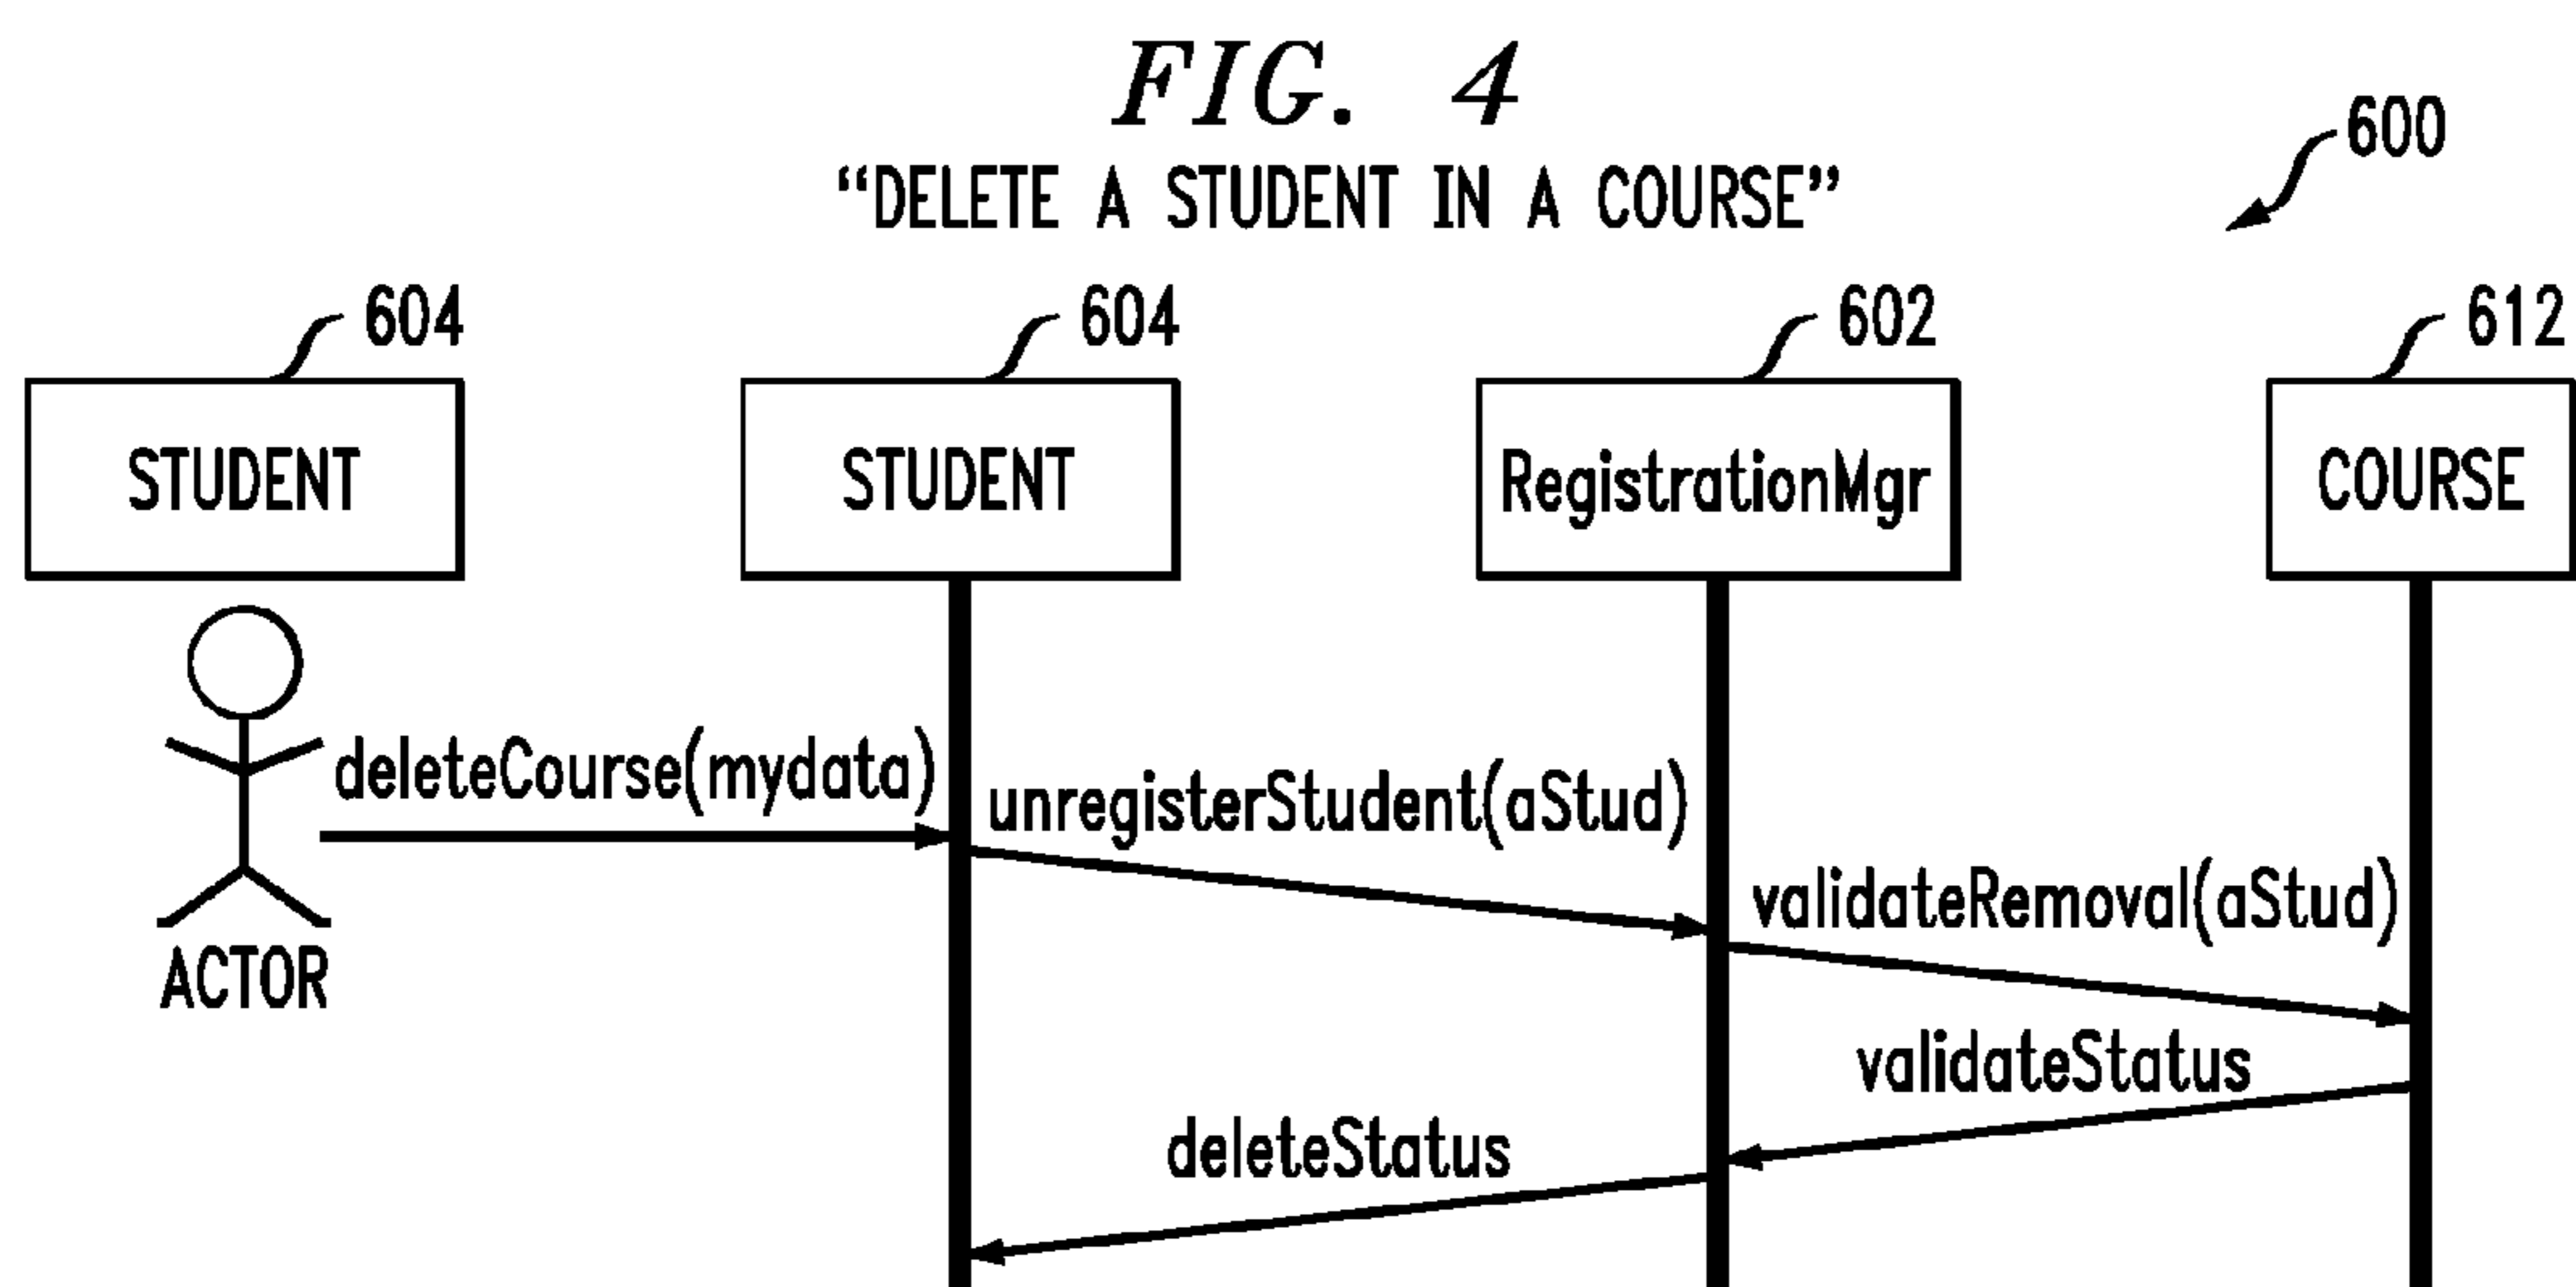 FIG. 4
“DELETE A STUDENT IN A COURSE”
600
604
604
602
612
STUDENT
STUDENT
RegistrationMgr
COURSE
deleteCourse(mydata)
unregisterStudent(aStud)
validateRemoval(aStud)
ACTOR
validateStatus
deleteStatus